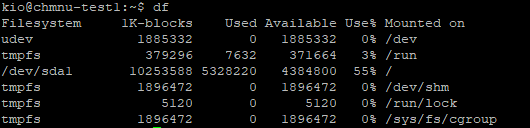 kio@chmnu-test1:~$ df
Filesystem     1K-blocks    Used Available Use% Mounted on
udev             1885332       0   1885332   0% /dev
tmpfs             379296    7632    371664   3% /run
/dev/sda1       10253588 5328220   4384800  55% /
tmpfs            1896472       0   1896472   0% /dev/shm
tmpfs               5120       0      5120   0% /run/lock
tmpfs            1896472       0   1896472   0% /sys/fs/cgroup